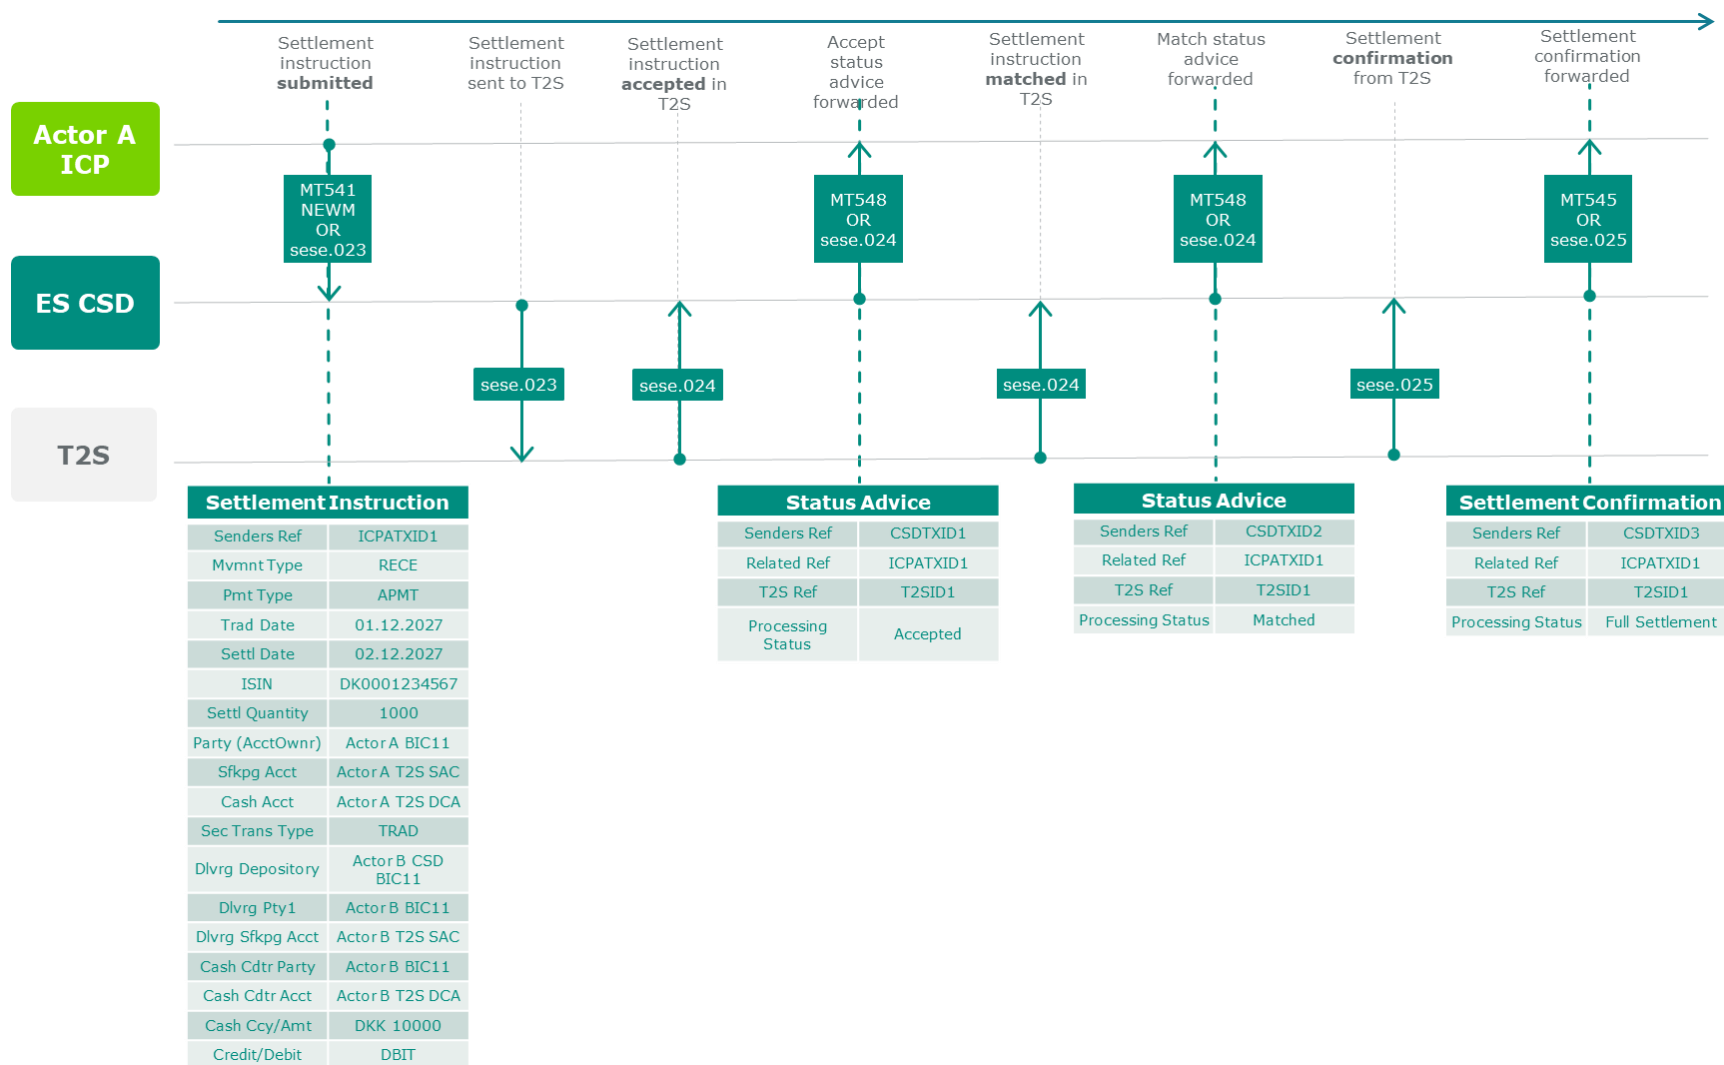 Settlement
instruction
submitted
Settlement
instruction
sent to T2S
Settlement
instruction
accepted in
T2S
Accept
status
advice
forwarded
Settlement
instruction
matched in
T2S
Match status
advice
forwarded
Settlement
confirmation
from T2S
Settlement
confirmation
forwarded
Actor A
ICP
MT541
NEWM
OR
sese.023
MT548
OR
sese.024
MT548
OR
sese.024
MT545
OR
sese.025
ES CSD
sese.023
sese.024
sese.024
sese.025
T2S
Settlement Instruction
Senders Ref ICPATXID1
Mvmnt Type RECE
Pmt Type APMT
Trad Date 01.12.2027
Settl Date 02.12.2027
ISIN DK0001234567
Settl Quantity 1000
Party (AcctOwnr) Actor A BIC11
Sfkpg Acct Actor A T2S SAC
Cash Acct Actor A T2S DCA
Sec Trans Type TRAD
Dlvrg Depository Actor B CSD
BIC11
Dlvrg Pty1 Actor B BIC11
Dlvrg Sfkpg Acct Actor B T2S SAC
Cash Cdtr Party Actor B BIC11
Cash Cdtr Acct Actor B T2S DCA
Cash Ccy/Amt DKK 10000
Credit/Debit DBIT
Status Advice
Senders Ref CSDTXID1
Related Ref ICPATXID1
T2S Ref T2SID1
Processing
Status Accepted
Status Advice
Senders Ref CSDTXID2
Related Ref ICPATXID1
T2S Ref T2SID1
Processing Status Matched
Settlement Confirmation
Senders Ref CSDTXID3
Related Ref ICPATXID1
T2S Ref T2SID1
Processing Status Full Settlement